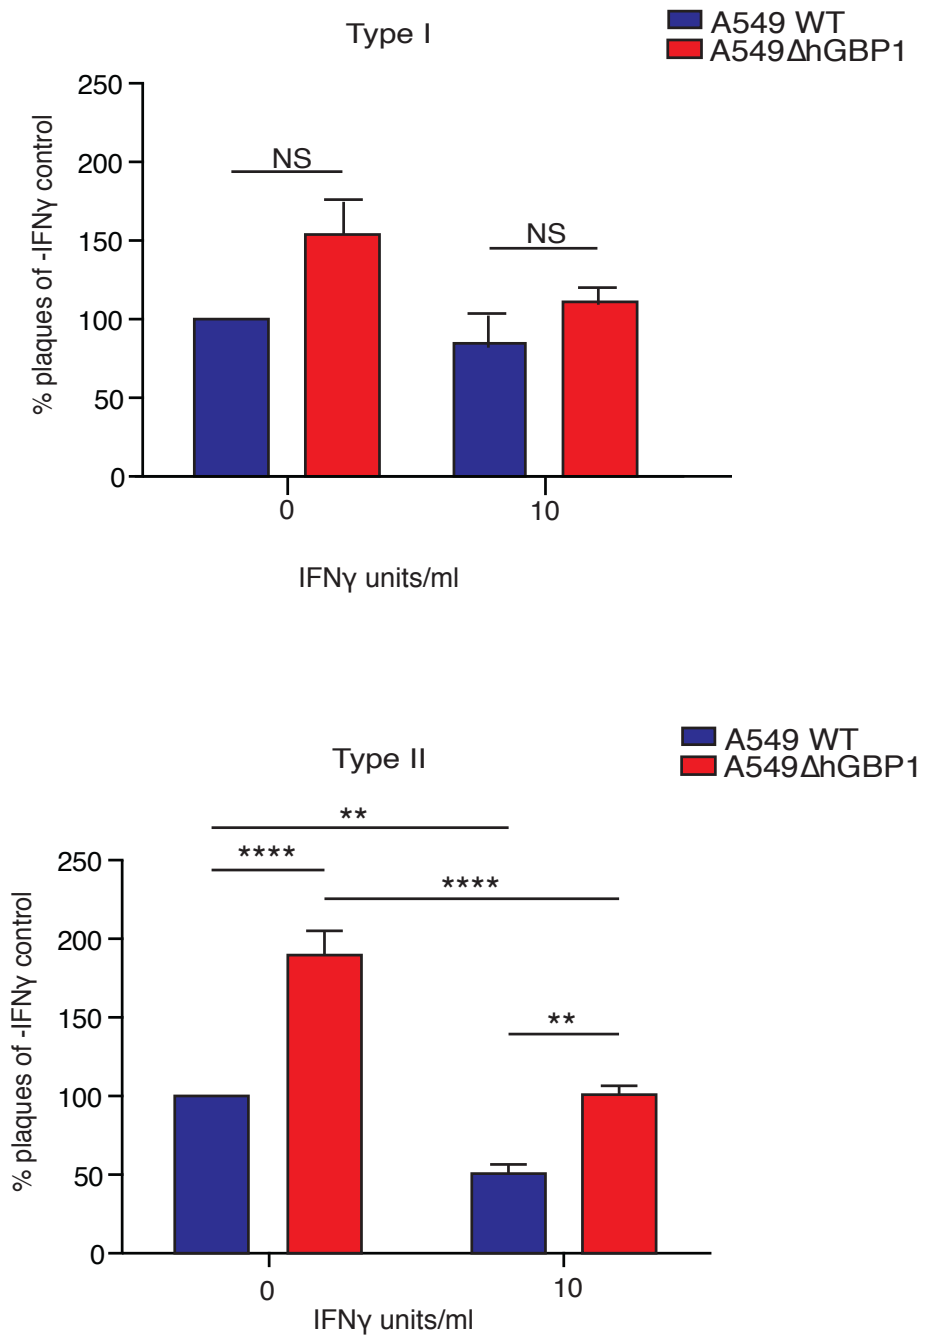 Type I
A549 WT
A549ΔhGBP1
250
200
150
100
50
0
% plaques of -IFNγ control
NS
NS
0
10
IFNγ units/ml
Type II
A549 WT
A549ΔhGBP1
**
****
****
**
250
200
150
100
50
0
% plaques of -IFNγ control
0
10
IFNγ units/ml